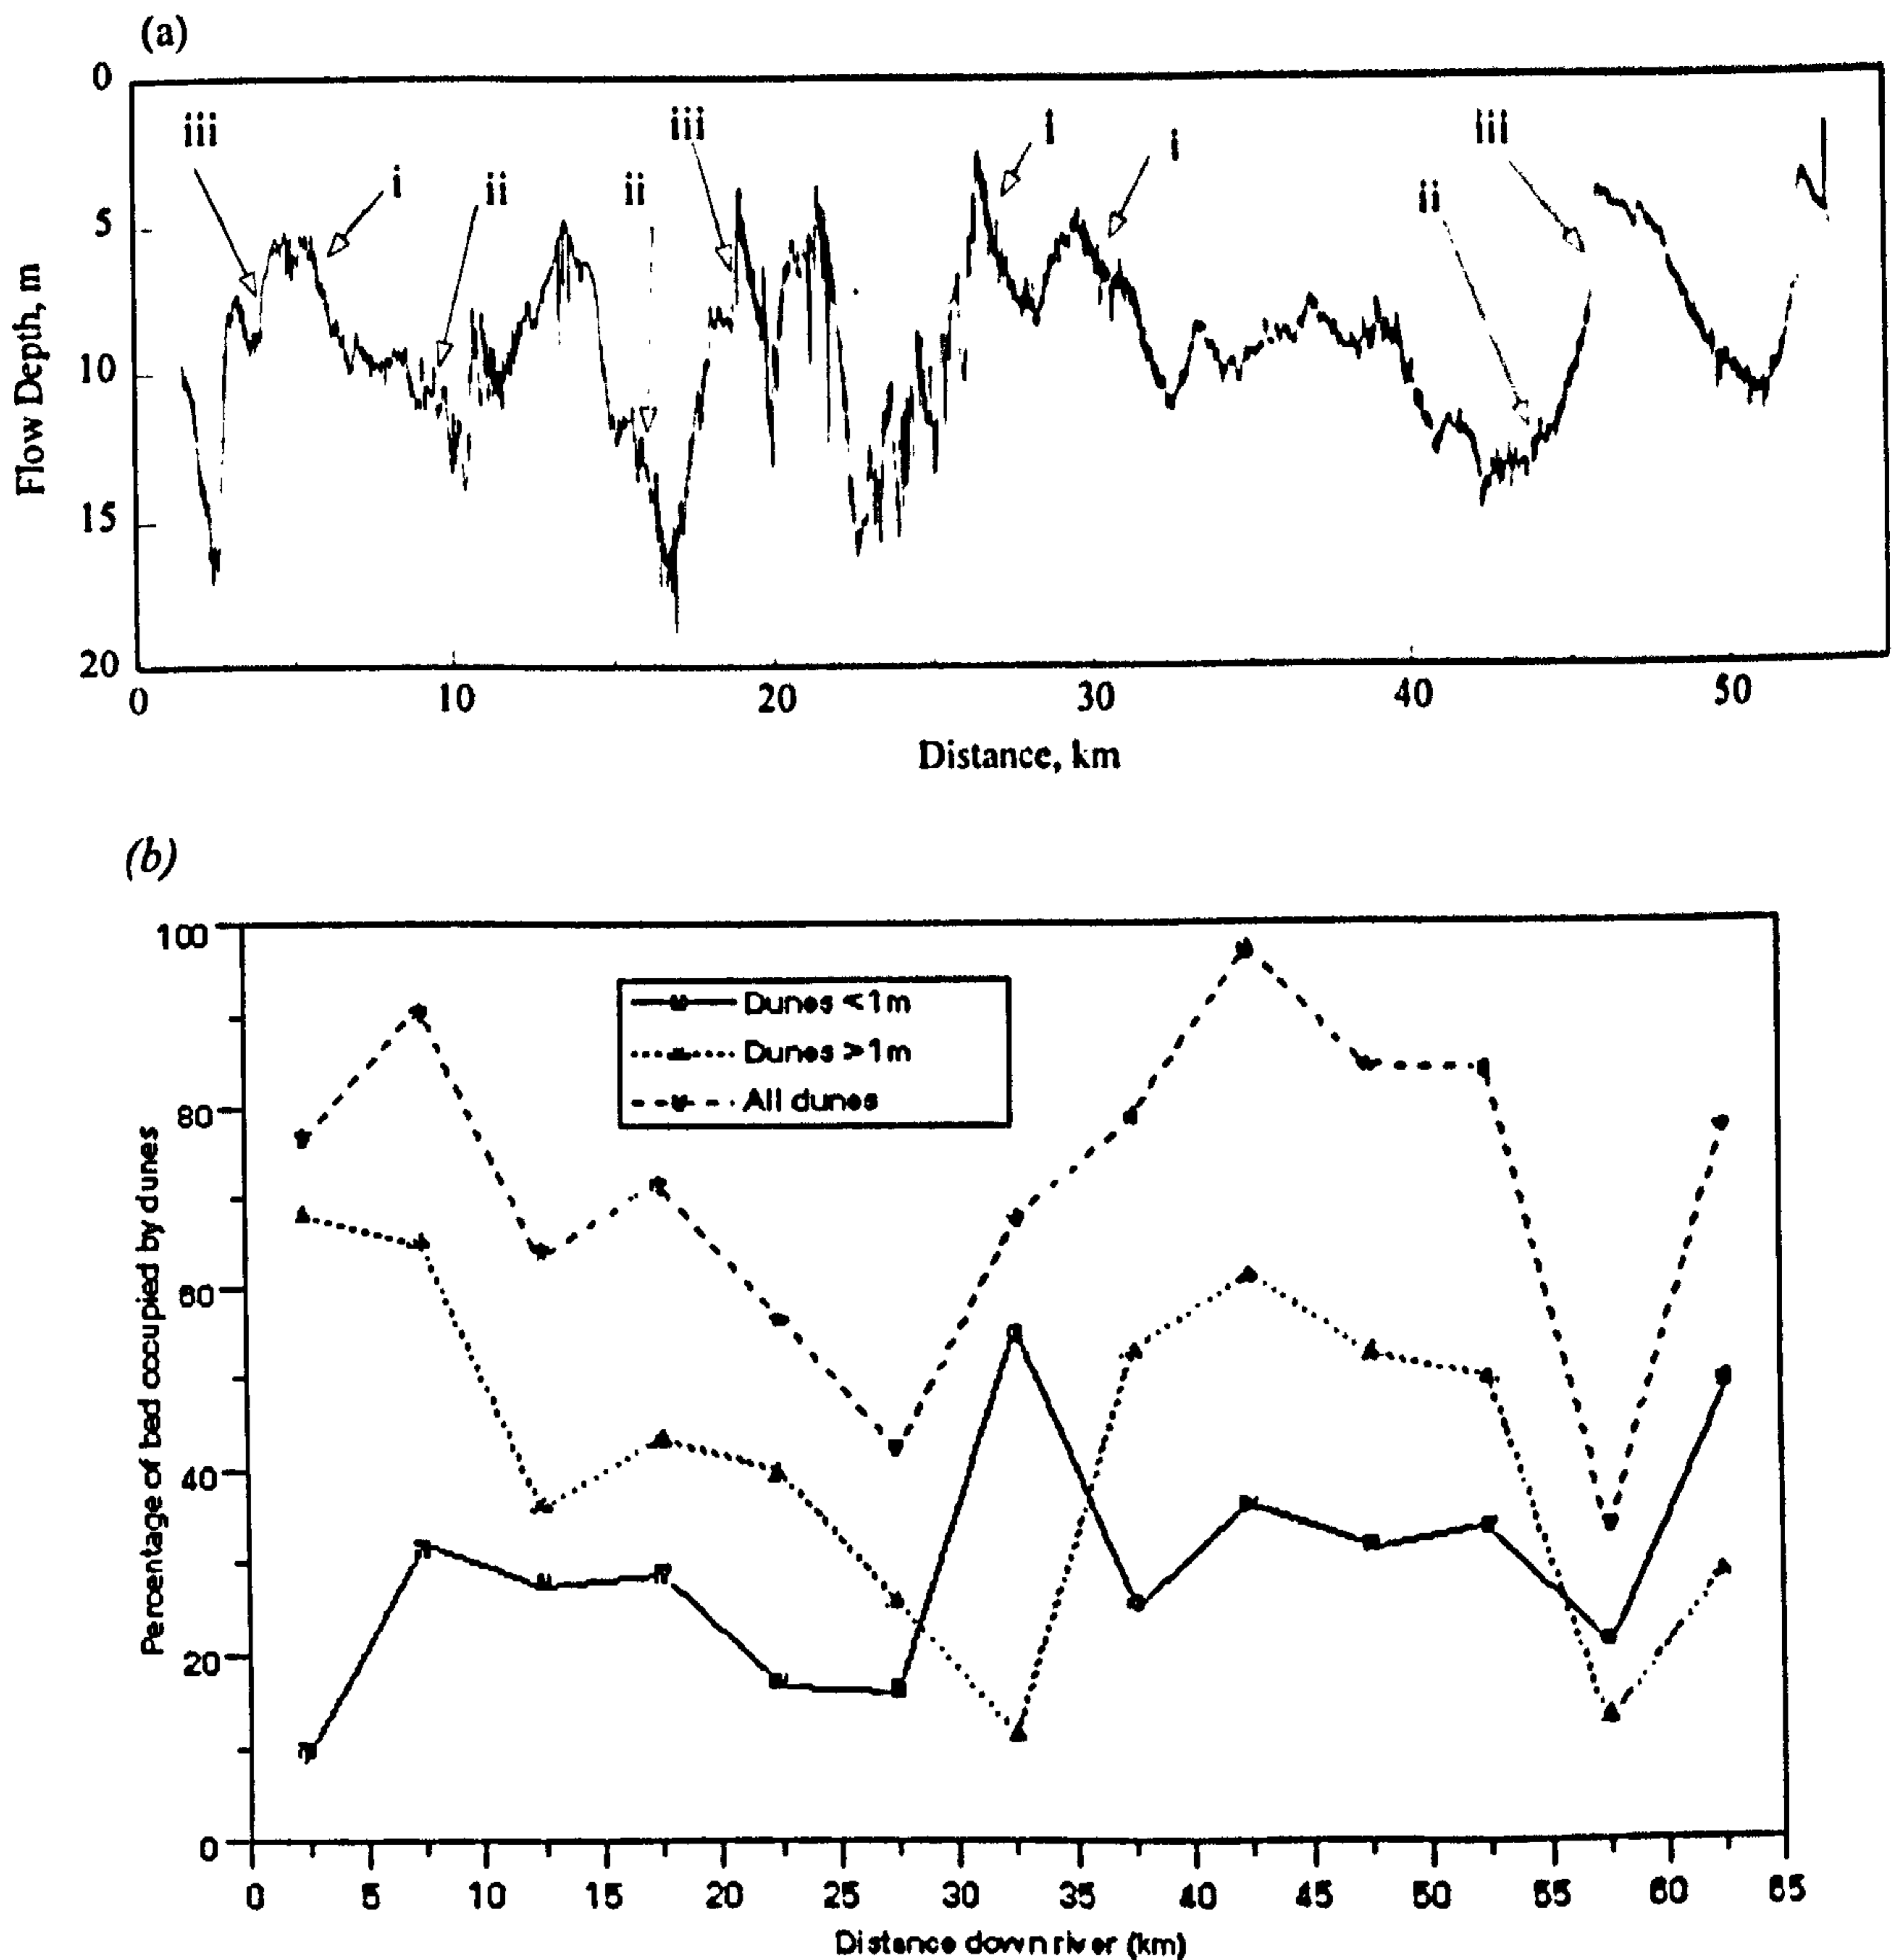 (a)
0
iii
iii
i
i
iii
i
ii
ii
ii
5
10
15
20
Flow Depth, m
0
10
20
30
40
50
Distance, km
(b)
100
80
60
40
20
0
Percentage of bed occupied by dunes
Dunes <1m
Dunes >1m
All dunes
0
5
10
15
20
25
30
35
40
45
50
55
60
65
Distance down river (km)